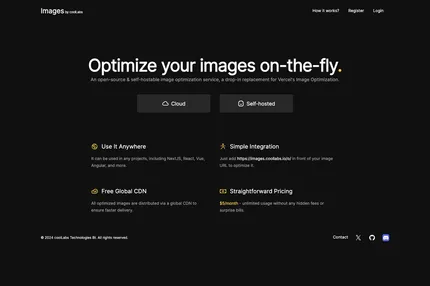 Images by coolLabs
How it works?
Register
Login
Optimize your images on-the-fly.
An open-source & self-hostable image optimization service, a drop-in replacement for Vercel's Image Optimization.
Cloud
Self-hosted
Use It Anywhere
It can be used in any projects, including NextJS, React, Vue,
Angular, and more.
Simple Integration
Just add https://images.coollabs.io/o/ in front of your image
URL to optimize it.
Free Global CDN
All optimized images are distributed via a global CDN to
ensure faster delivery.
Straightforward Pricing
$5/month - unlimited usage without any hidden fees or
surprise bills.
© 2024 coolLabs Technologies Bt. All rights reserved.
Contact